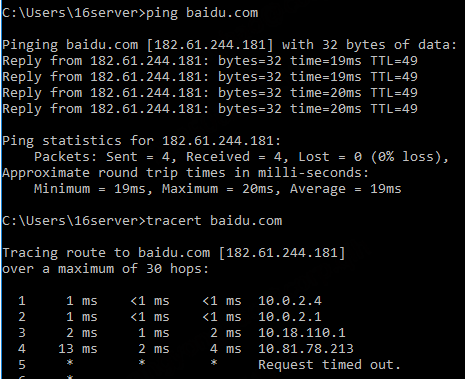 C:\Users\16server>ping baidu.com
Pinging baidu.com [182.61.244.181] with 32 bytes of data:
Reply from 182.61.244.181: bytes=32 time=19ms TTL=49
Reply from 182.61.244.181: bytes=32 time=19ms TTL=49
Reply from 182.61.244.181: bytes=32 time=20ms TTL=49
Reply from 182.61.244.181: bytes=32 time=20ms TTL=49
Ping statistics for 182.61.244.181:
Packets: Sent = 4, Received = 4, Lost = 0 (0% loss),
Approximate round trip times in milli-seconds:
Minimum = 19ms, Maximum = 20ms, Average = 19ms
C:\Users\16server>tracert baidu.com
Tracing route to baidu.com [182.61.244.181]
over a maximum of 30 hops:
1 1 ms <1 ms <1 ms 10.0.2.4
2 1 ms <1 ms <1 ms 10.0.2.1
3 2 ms 1 ms 2 ms 10.18.110.1
4 13 ms 2 ms 4 ms 10.81.78.213
5 * * * Request timed out.
6 *